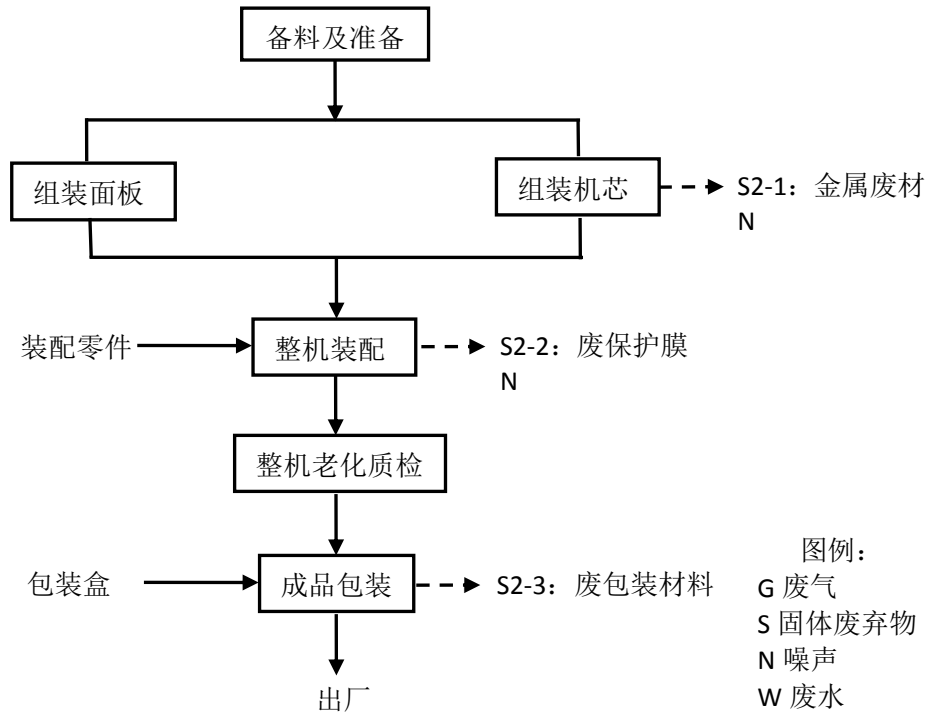 备料及准备
组装面板
组装机芯
S2-1：金属废材
N
装配零件
整机装配
S2-2：废保护膜
N
整机老化质检
包装盒
成品包装
S2-3：废包装材料
出厂
图例：
G 废气
S 固体废弃物
N 噪声
W 废水